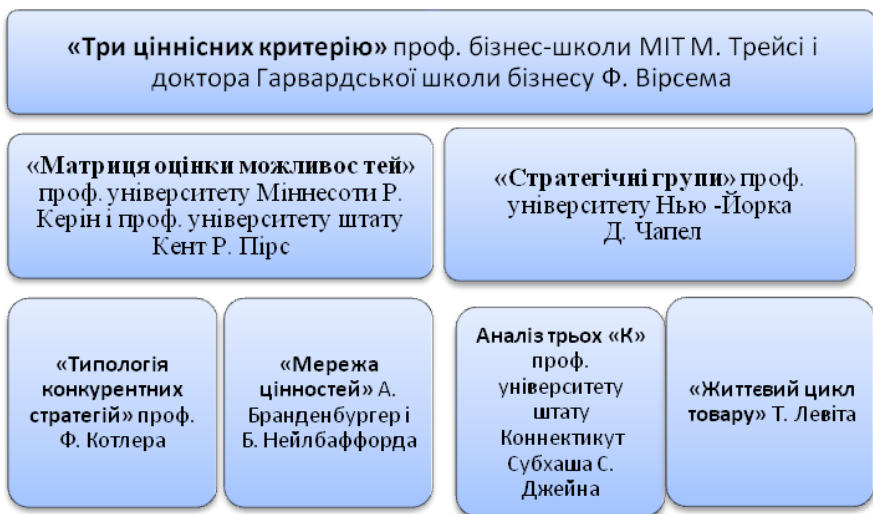 «Три ціннісних критерію» проф. бізнес-школи МІТ М. Трейсі і
доктора Гарвардської школи бізнесу Ф. Вірсема
«Матриця оцінки можливос тей»
проф. університету Міннесоти Р.
Керін і проф. університету штату
Кент Р. Пірс
«Стратегічні групи» проф.
університету Нью -Йорка
Д. Чапел
«Типологія
конкурентних
стратегій» проф.
Ф. Котлера
«Мережа
цінностей» А.
Бранденбургер і
Б. Нейлбаффорда
Аналіз трьох «К»
проф.
університету
штату
Коннектикут
Субхаша С.
Джейна
«Життєвий цикл
товару» Т. Левіта